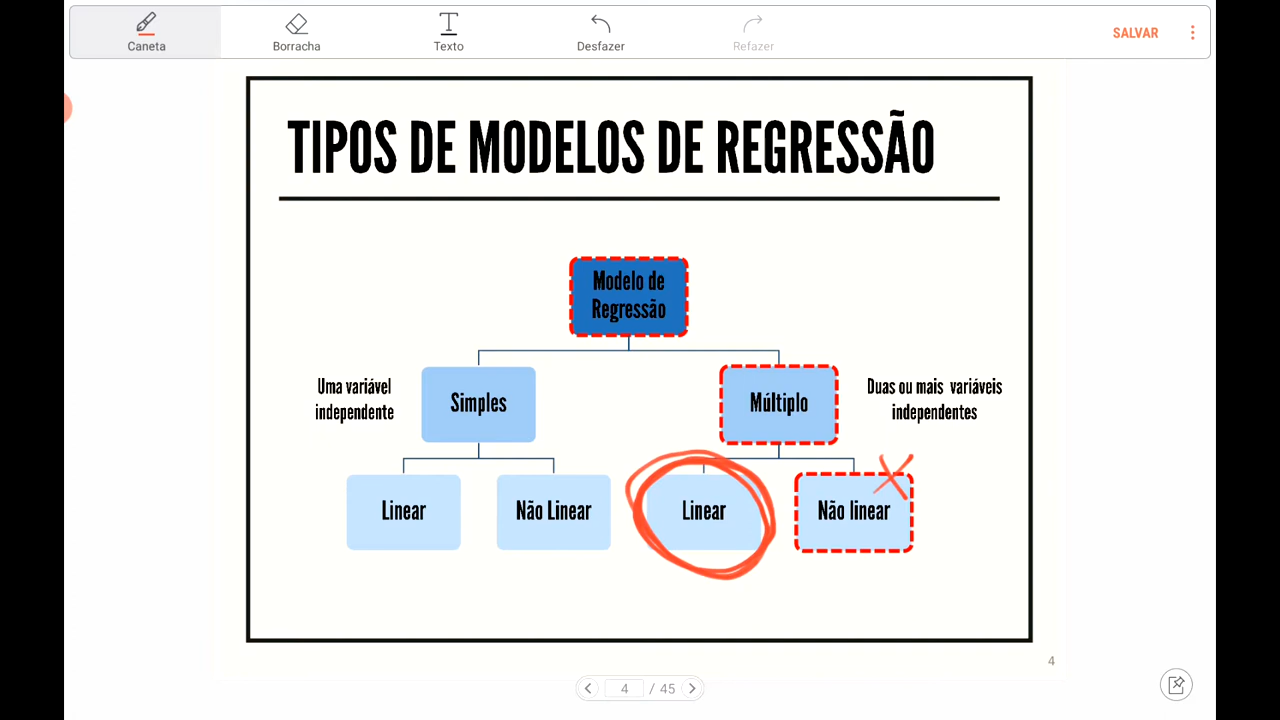 Caneta
Borracha
Texto
Desfazer
Refazer
SALVAR
TIPOS DE MODELOS DE REGRESSÃO
Modelo de
Regressão
Uma variável
independente
Simples
Múltiplo
Duas ou mais variáveis
independentes
Linear
Não Linear
Linear
Não linear
4
4 / 45